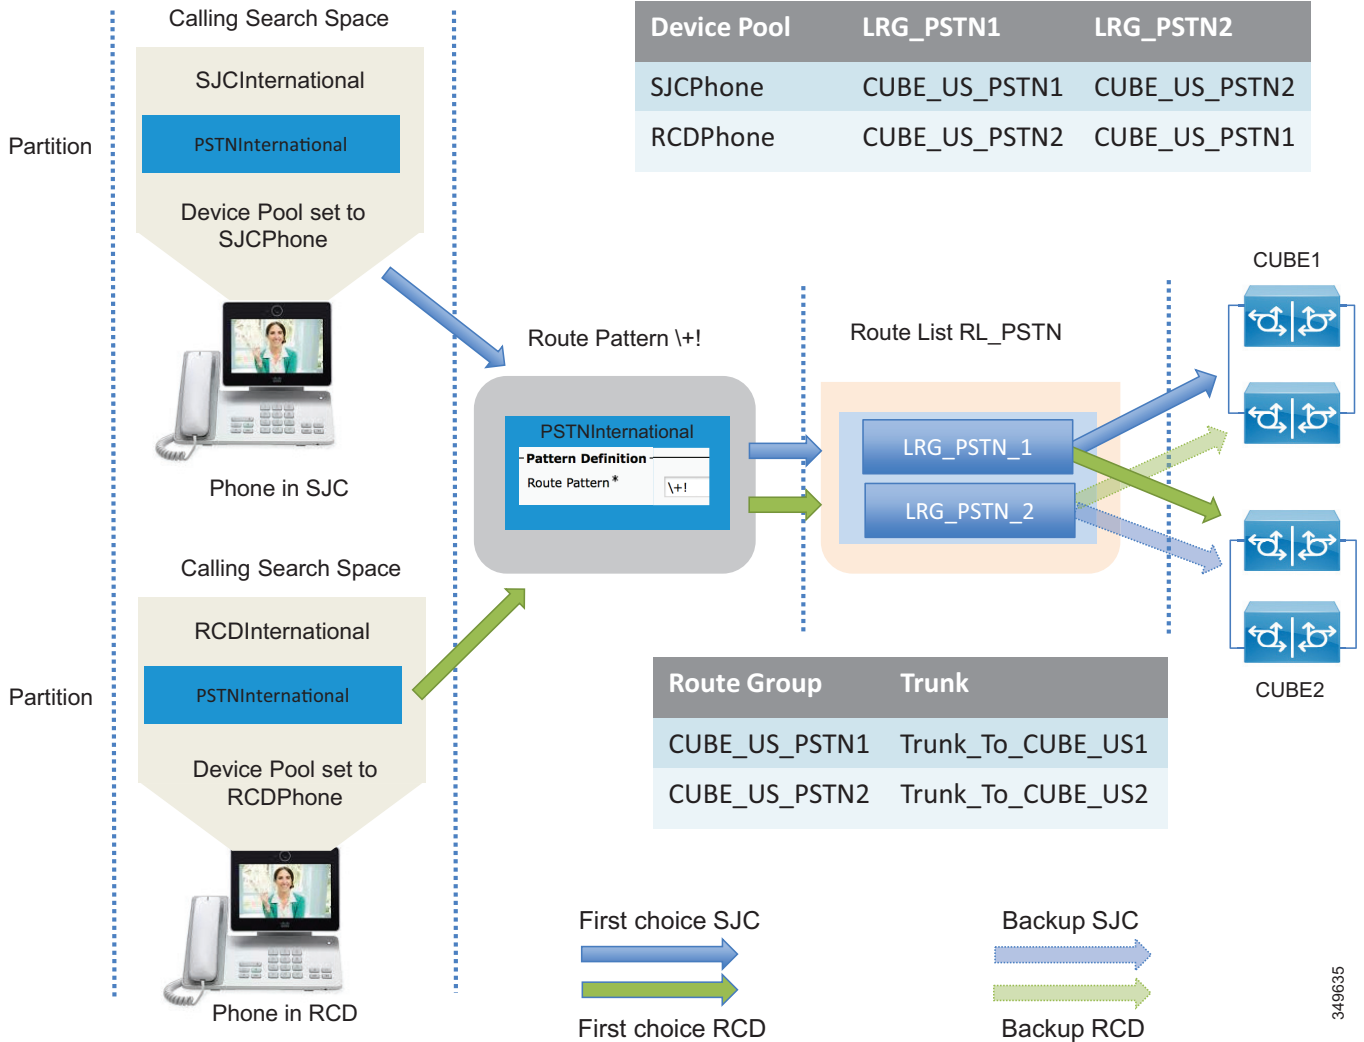 Calling Search Space
SJCInternational
Partition
PSTNInternational
Device Pool set to
SJCPhone
Phone in SJC
Calling Search Space
RCDInternational
Partition
PSTNInternational
Device Pool set to
RCDPhone
Phone in RCD
Device Pool LRG_PSTN1 LRG_PSTN2
SJCPhone CUBE_US_PSTN1 CUBE_US_PSTN2
RCDPhone CUBE_US_PSTN2 CUBE_US_PSTN1
Route Pattern \+!
PSTNInternational
Pattern Definition
Route Pattern* \+!
Route List RL_PSTN
LRG_PSTN_1
LRG_PSTN_2
CUBE1
CUBE2
Route Group Trunk
CUBE_US_PSTN1 Trunk_To_CUBE_US1
CUBE_US_PSTN2 Trunk_To_CUBE_US2
First choice SJC
First choice RCD
Backup SJC
Backup RCD
349635